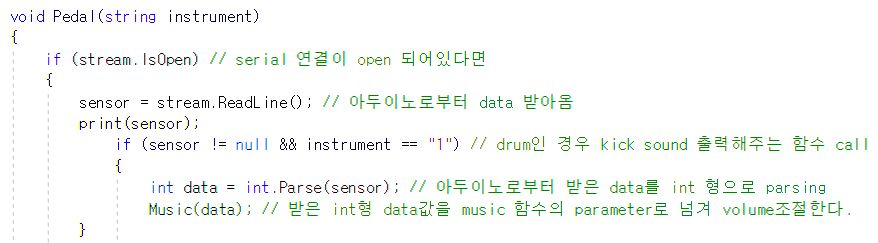 void Pedal(string instrument)
{
if (stream.IsOpen) // serial 연결이 open 되어있다면
{
sensor = stream.ReadLine(); // 아두이노로부터 data 받아옴
print(sensor);
if (sensor != null && instrument == "1") // drum인 경우 kick sound 출력해주는 함수 call
{
int data = int.Parse(sensor); // 아두이노로부터 받은 data를 int 형으로 parsing
Music(data); // 받은 int형 data값을 music 함수의 parameter로 넘겨 volume조절한다.
}